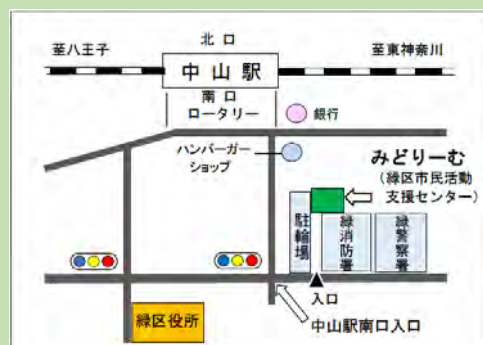 北口
至八王子
至東神奈川
中山駅
南口
ロータリー
銀行
ハンバーガー
ショップ
みどりーむ
(緑区市民活動
支援センター)
駐輪場
緑消防署
緑警察署
入口
緑区役所
中山駅南口入口